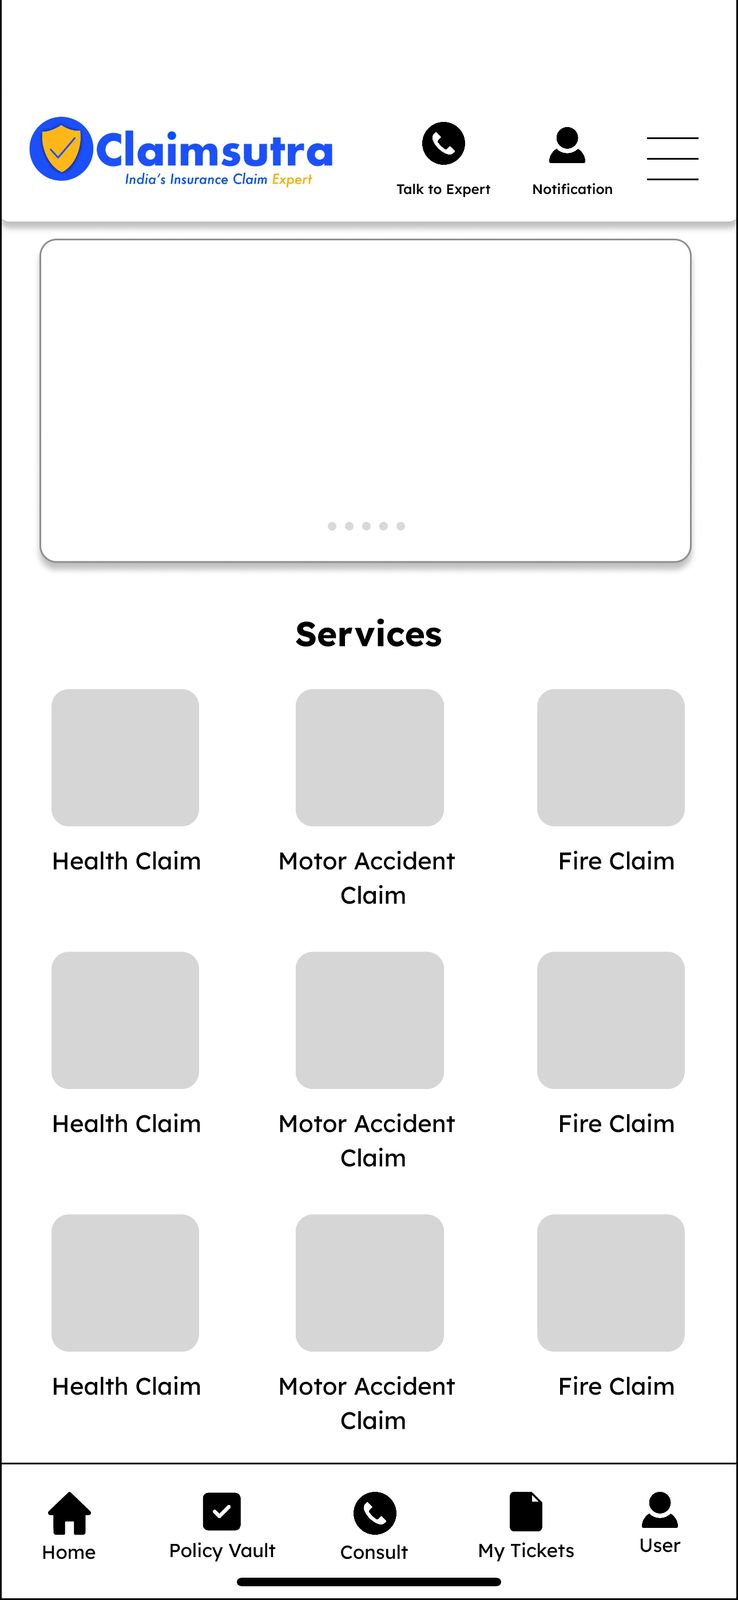 Claimsutra
India's Insurance Claim Expert
Talk to Expert
Notification
Services
Health Claim
Motor Accident
Claim
Fire Claim
Health Claim
Motor Accident
Claim
Fire Claim
Health Claim
Motor Accident
Claim
Fire Claim
Home
Policy Vault
Consult
My Tickets
User